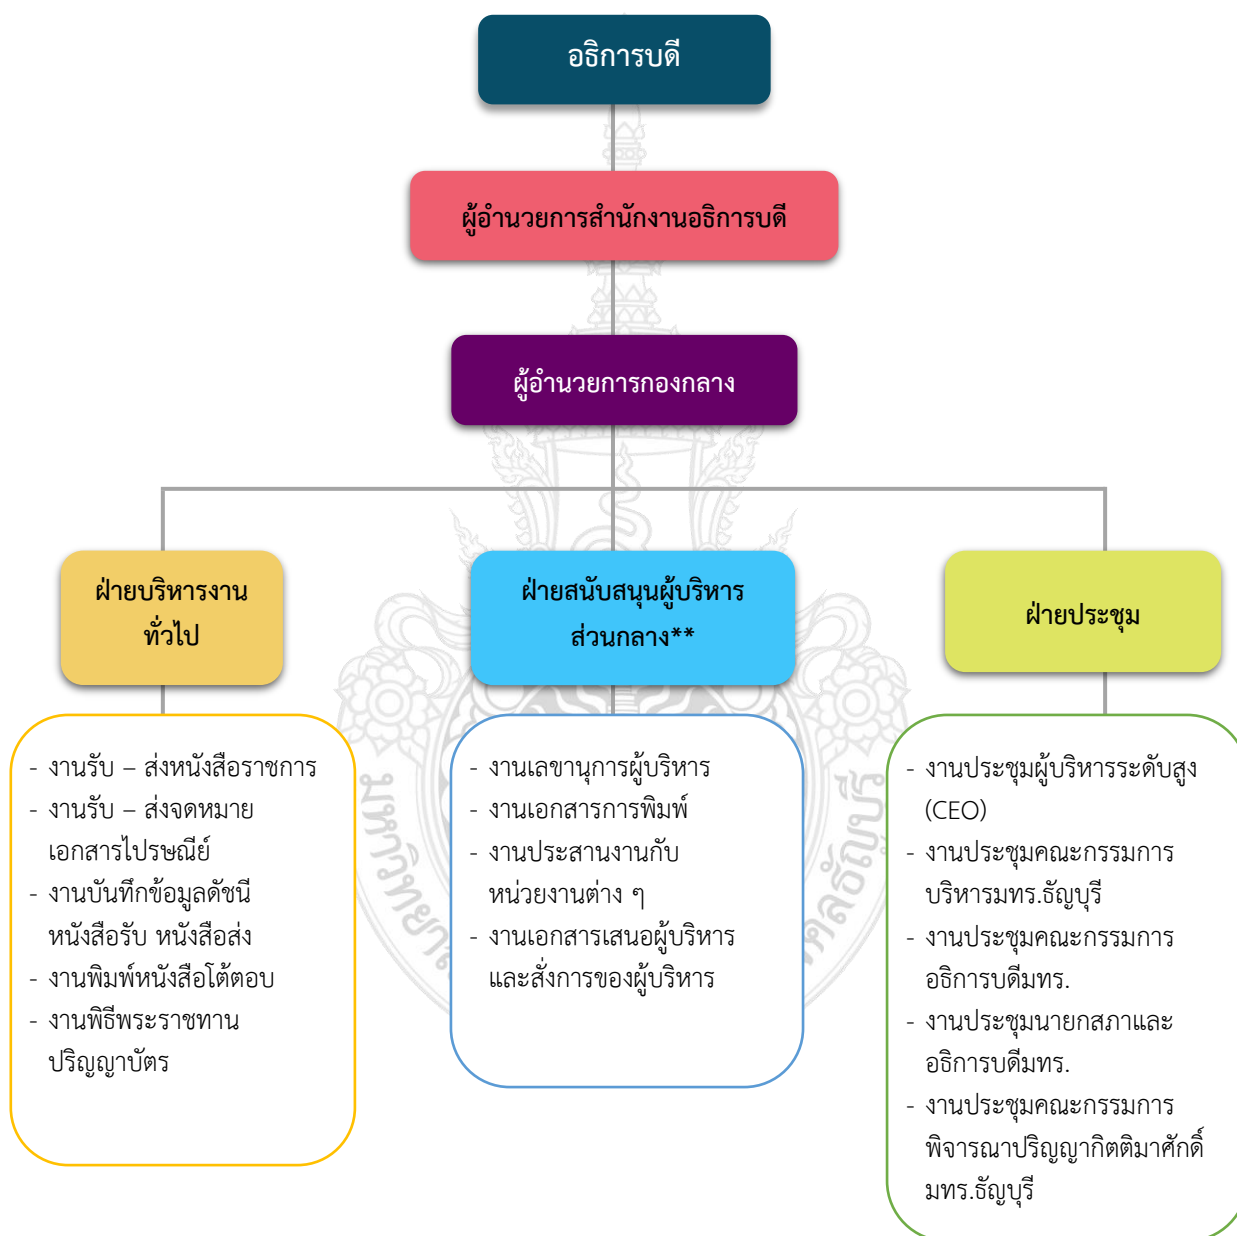 อธิการบดี
ผู้อำนวยการสำนักงานอธิการบดี
ผู้อำนวยการกองกลาง
ฝ่ายบริหารงาน
ทั่วไป
- งานรับ – ส่งหนังสือราชการ
- งานรับ – ส่งจดหมาย
เอกสารไปรษณีย์
- งานบันทึกข้อมูลดัชนี
หนังสือรับ หนังสือส่ง
- งานพิมพ์หนังสือโต้ตอบ
- งานพิธีพระราชทาน
ปริญญาบัตร
ฝ่ายสนับสนุนผู้บริหาร
ส่วนกลาง**
- งานเลขานุการผู้บริหาร
- งานเอกสารการพิมพ์
- งานประสานงานกับ
หน่วยงานต่าง ๆ
- งานเอกสารเสนอผู้บริหาร
และสั่งการของผู้บริหาร
ฝ่ายประชุม
- งานประชุมผู้บริหารระดับสูง
(CEO)
- งานประชุมคณะกรรมการ
บริหารมทร.ธัญบุรี
- งานประชุมคณะกรรมการ
อธิการบดีมทร.
- งานประชุมนายกสภาและ
อธิการบดีมทร.
- งานประชุมคณะกรรมการ
พิจารณาปริญญากิตติมาศักดิ์
มทร.ธัญบุรี